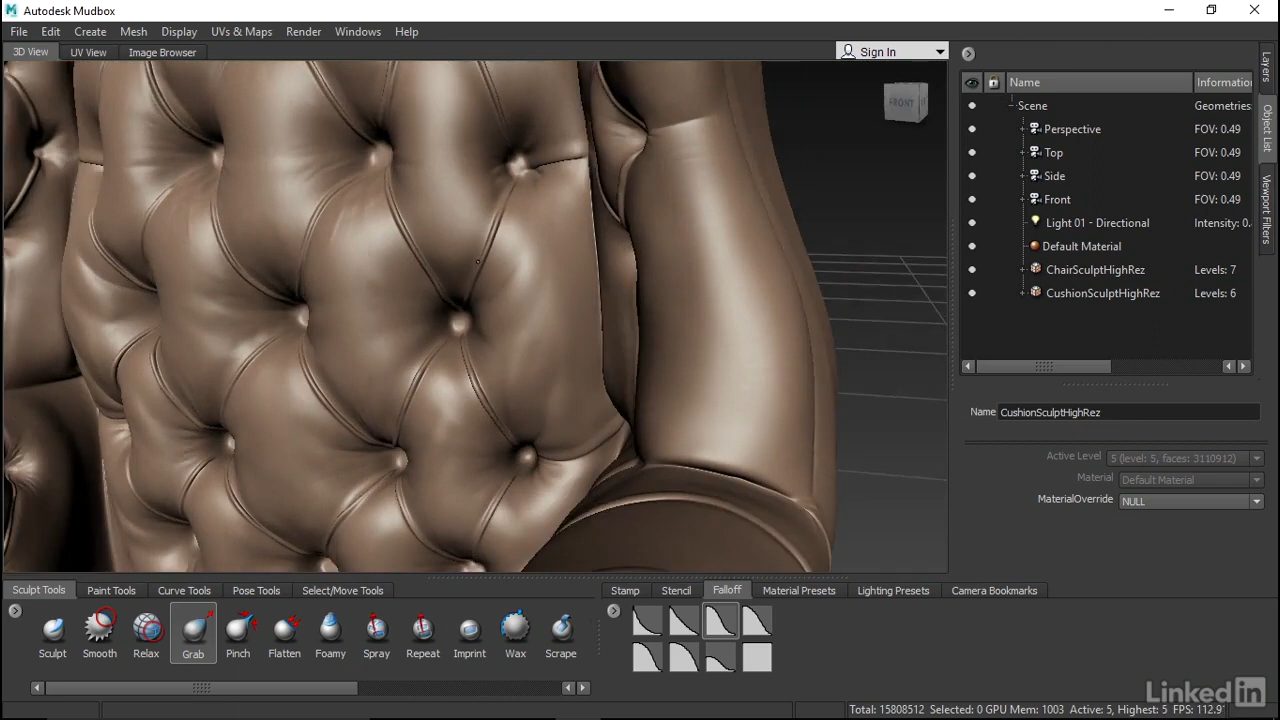 Autodesk Mudbox
File Edit Create Mesh Display UVs & Maps Render Windows Help
3D View UV View Image Browser
Sign In
FRONT
Name Information
Scene Geometries
Perspective FOV: 0.49
Top FOV: 0.49
Side FOV: 0.49
Front FOV: 0.49
Light 01 - Directional Intensity: 0.
Default Material
ChairSculptHighRez Levels: 7
CushionSculptHighRez Levels: 6
Layers
Object List
Viewport Filters
Name CushionSculptHighRez
Active Level 5 (level: 5, faces: 3110912)
Material Default Material
MaterialOverride NULL
Sculpt Tools Paint Tools Curve Tools Pose Tools Select/Move Tools
Stamp Stencil Falloff Material Presets Lighting Presets Camera Bookmarks
Sculpt Smooth Relax Grab Pinch Flatten Foamy Spray Repeat Imprint Wax Scrape
LinkedIn
Total: 15808512 Selected: 0 GPU Mem: 1003 Active: 5, Highest: 5 FPS: 112.9